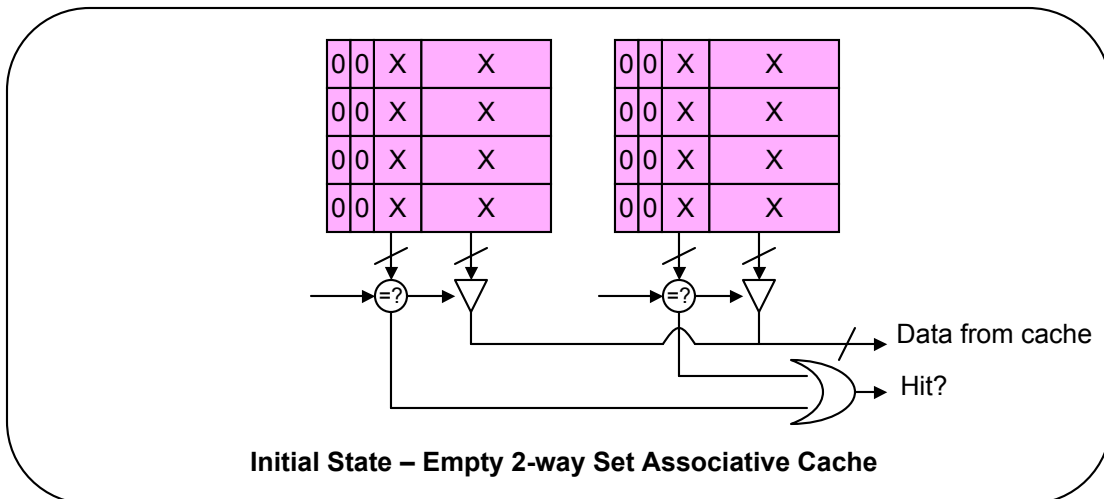 0 0 X X 0 0 X X
0 0 X X 0 0 X X
0 0 X X 0 0 X X
0 0 X X 0 0 X X
=? =?
Data from cache
Hit?
Initial State – Empty 2-way Set Associative Cache